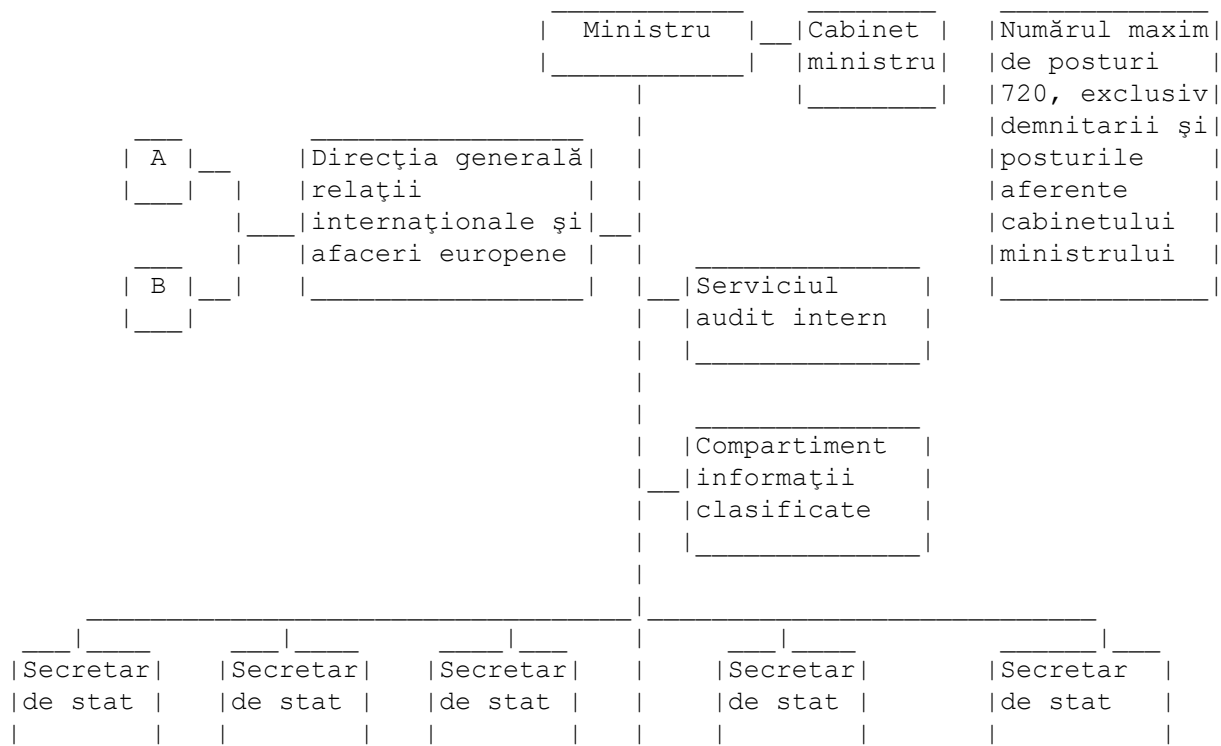 Ministru
Cabinet
ministru
Numărul maxim
de posturi
720, exclusiv
demnitarii şi
posturile
aferente
cabinetului
ministrului
A
Direcţia generală
relaţii
internaţionale şi
afaceri europene
B
Serviciul
audit intern
Compartiment
informaţii
clasificate
Secretar
de stat
Secretar
de stat
Secretar
de stat
Secretar
de stat
Secretar
de stat